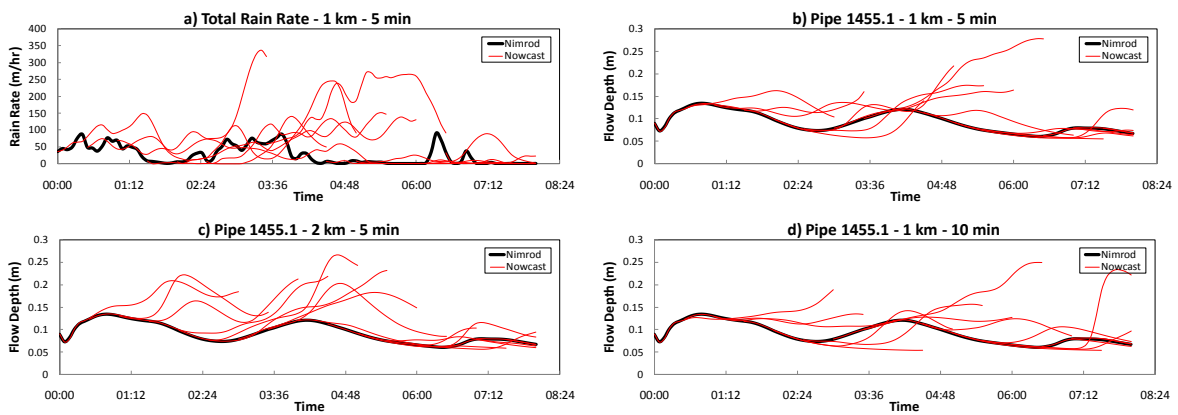 a) Total Rain Rate - 1 km - 5 min
Rain Rate (m/hr)
400
350
300
250
200
150
100
50
0
Nimrod
Nowcast
00:00 01:12 02:24 03:36 04:48 06:00 07:12 08:24
Time
b) Pipe 1455.1 - 1 km - 5 min
Flow Depth (m)
0.3
0.25
0.2
0.15
0.1
0.05
0
Nimrod
Nowcast
00:00 01:12 02:24 03:36 04:48 06:00 07:12 08:24
Time
c) Pipe 1455.1 - 2 km - 5 min
Flow Depth (m)
0.3
0.25
0.2
0.15
0.1
0.05
0
Nimrod
Nowcast
00:00 01:12 02:24 03:36 04:48 06:00 07:12 08:24
Time
d) Pipe 1455.1 - 1 km - 10 min
Flow Depth (m)
0.3
0.25
0.2
0.15
0.1
0.05
0
Nimrod
Nowcast
00:00 01:12 02:24 03:36 04:48 06:00 07:12 08:24
Time